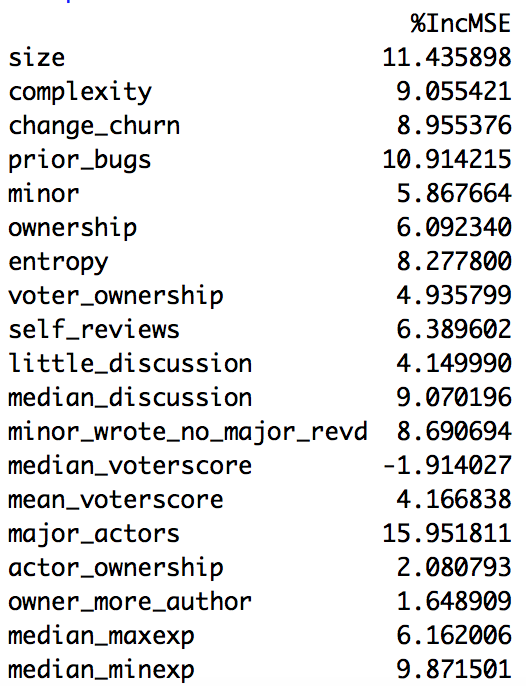 %IncMSE
size 11.435898
complexity 9.055421
change_churn 8.955376
prior_bugs 10.914215
minor 5.867664
ownership 6.092340
entropy 8.277800
voter_ownership 4.935799
self_reviews 6.389602
little_discussion 4.149990
median_discussion 9.070196
minor_wrote_no_major_revd 8.690694
median_voterscore -1.914027
mean_voterscore 4.166838
major_actors 15.951811
actor_ownership 2.080793
owner_more_author 1.648909
median_maxexp 6.162006
median_minexp 9.871501